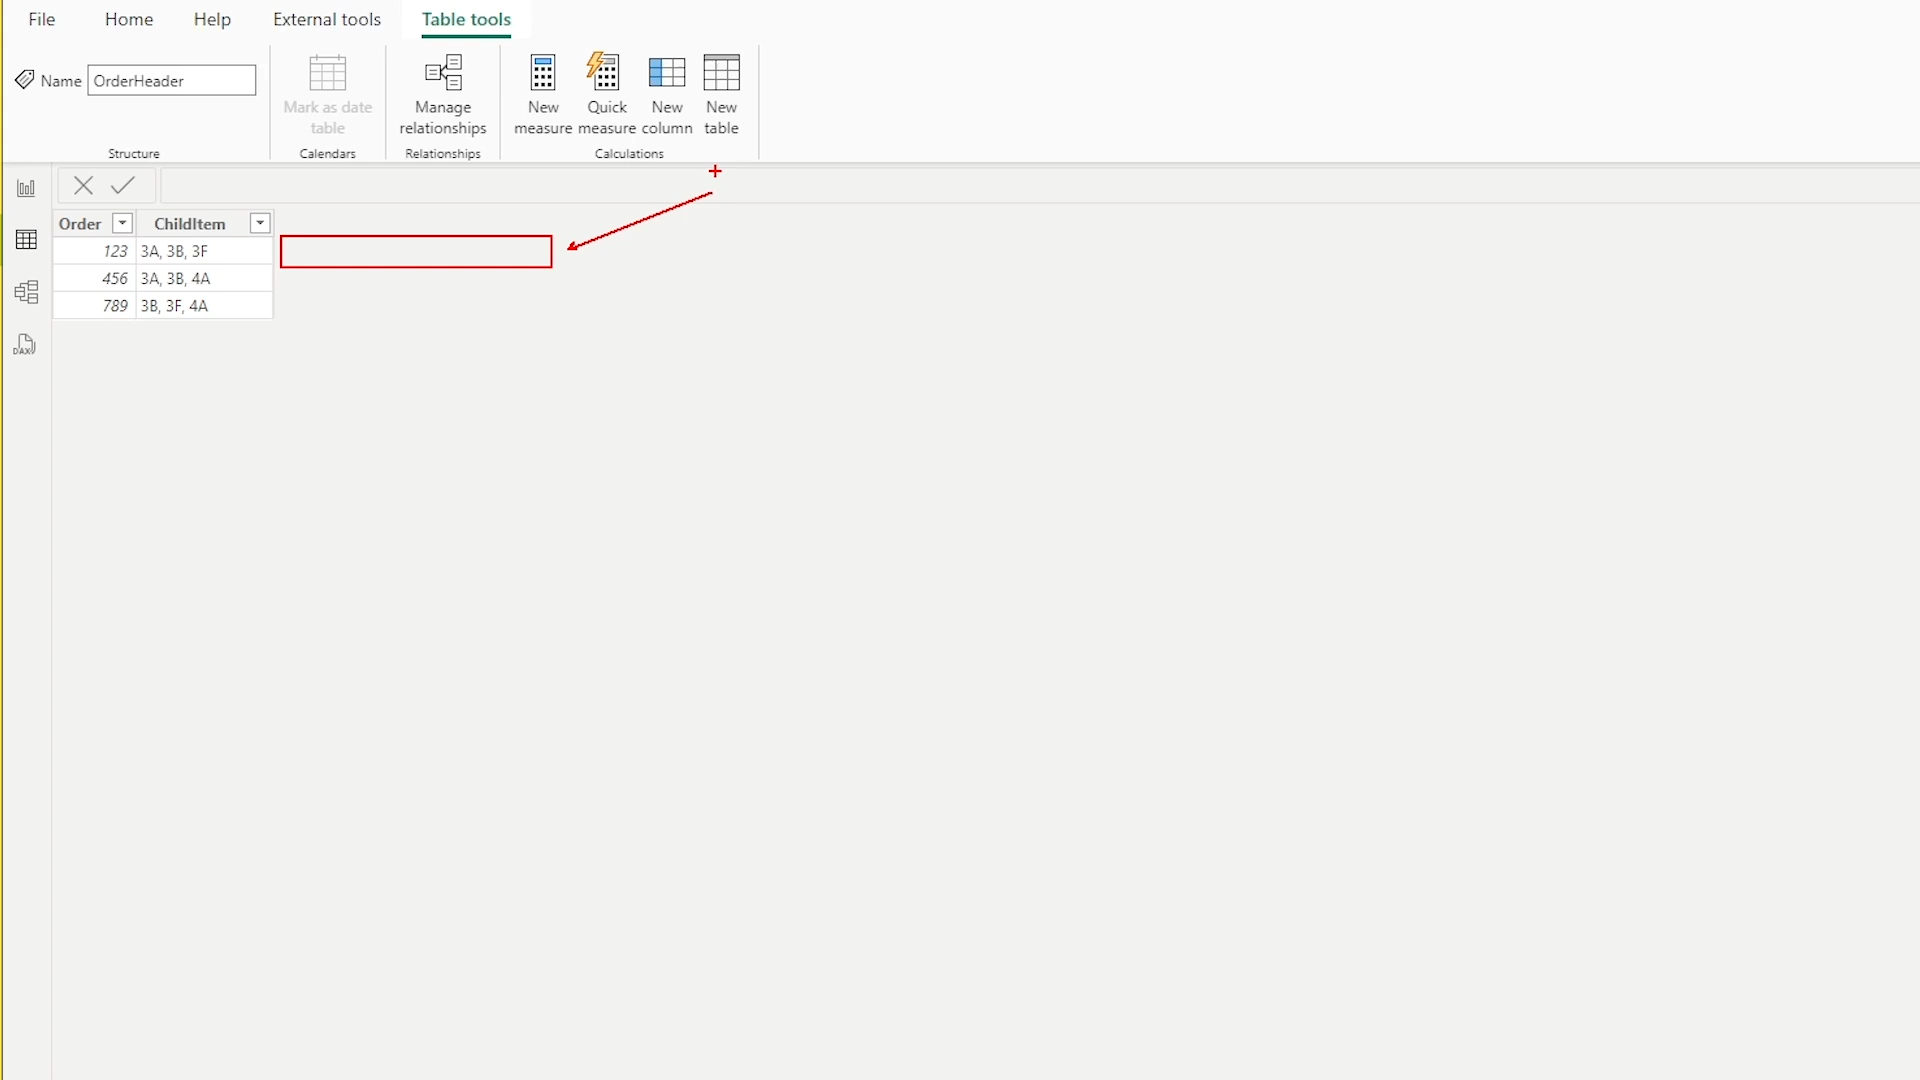 File Home Help External tools Table tools
Name OrderHeader
Mark as date table
Manage relationships
New measure
Quick measure
New column
New table
Structure Calendars Relationships Calculations
Order ChildItem
123 3A, 3B, 3F
456 3A, 3B, 4A
789 3B, 3F, 4A
DAX